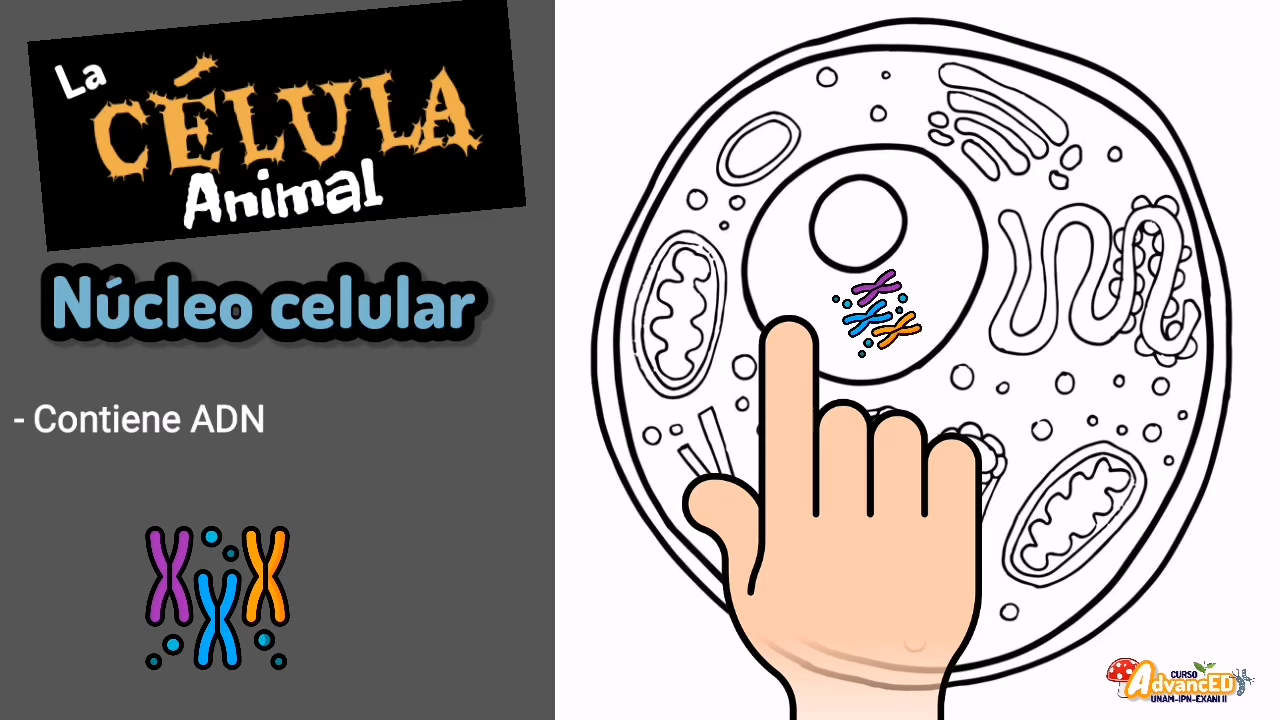 La
CÉLULA
Animal
Núcleo celular
- Contiene ADN
CURSO
AdvancED
UNAM-IPN-EXANI II